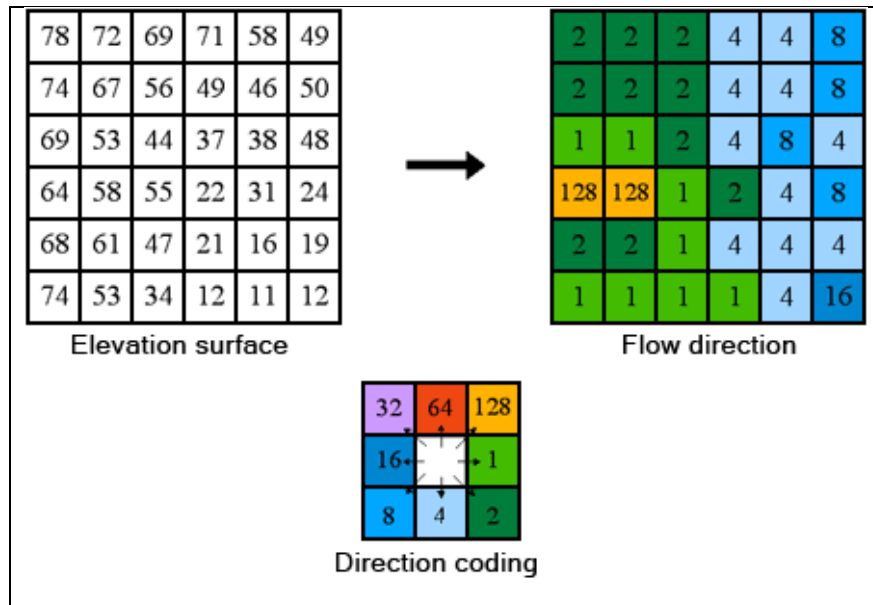 78 72 69 71 58 49 2 2 2 4 4 8
74 67 56 49 46 50 2 2 2 4 4 8
69 53 44 37 38 48 1 1 2 4 8 4
64 58 55 22 31 24 128 128 1 2 4 8
68 61 47 21 16 19 2 2 1 4 4 4
74 53 34 12 11 12 1 1 1 1 4 16
Elevation surface Flow direction
32 64 128
16 1
8 4 2
Direction coding